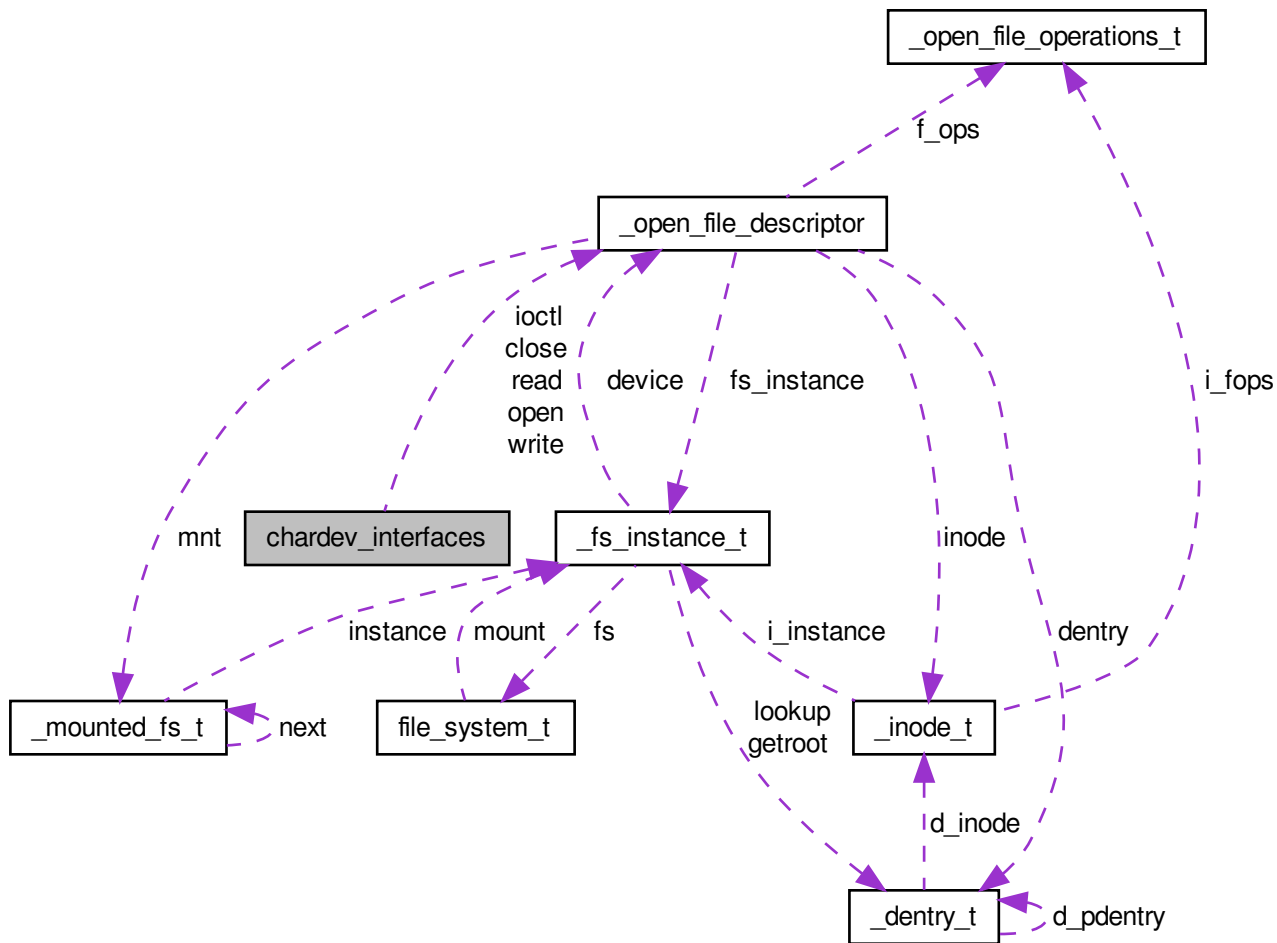 _open_file_operations_t
f_ops
_open_file_descriptor
ioctl
close
read
open
write
device
fs_instance
i_fops
mnt
chardev_interfaces
_fs_instance_t
inode
instance
mount
fs
i_instance
dentry
_mounted_fs_t
next
file_system_t
lookup
getroot
_inode_t
d_inode
_dentry_t
d_pdentry